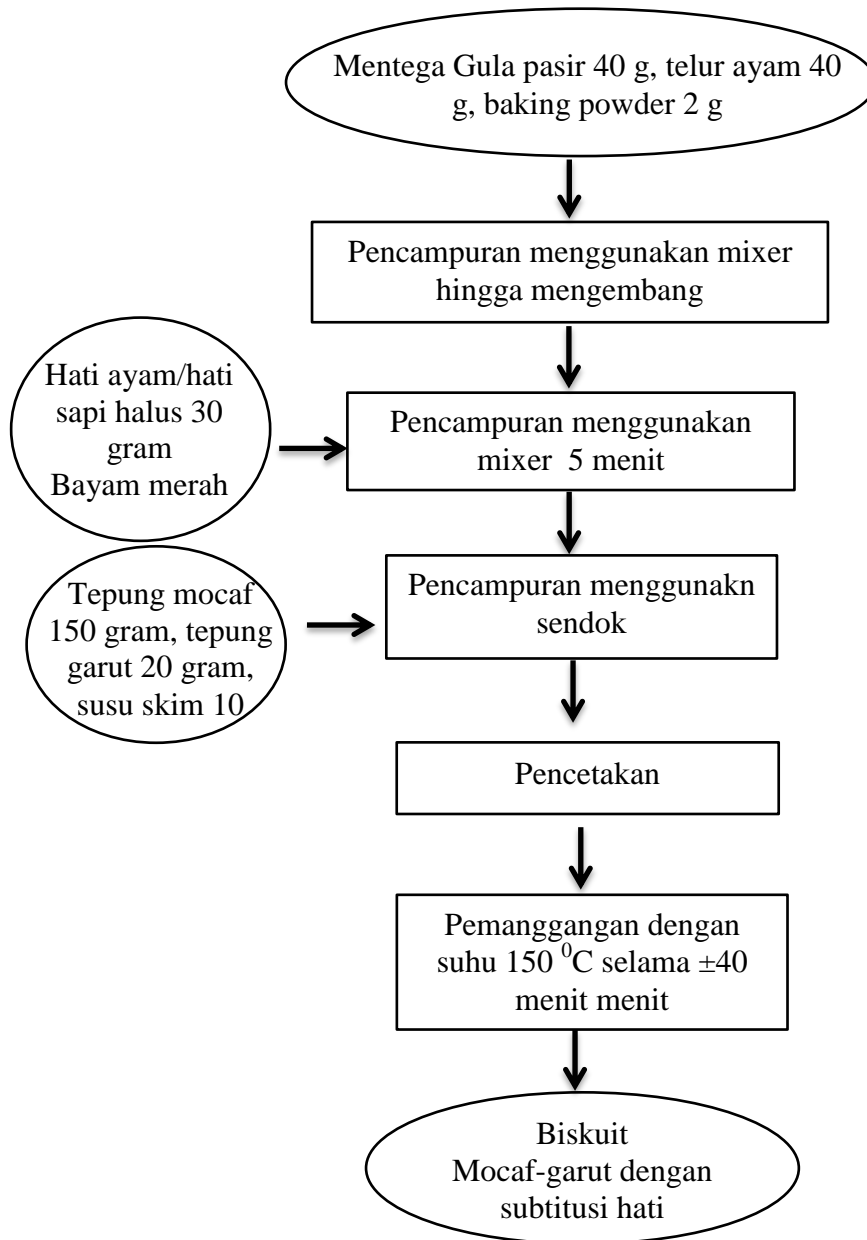 Mentega Gula pasir 40 g, telur ayam 40
g, baking powder 2 g
Pencampuran menggunakan mixer
hingga mengembang
Hati ayam/hati
sapi halus 30
gram
Bayam merah
Pencampuran menggunakan
mixer 5 menit
Tepung mocaf
150 gram, tepung
garut 20 gram,
susu skim 10
Pencampuran menggunakn
sendok
Pencetakan
Pemanggangan dengan
suhu 150 ⁰C selama ±40
menit menit
Biskuit
Mocaf-garut dengan
subtitusi hati